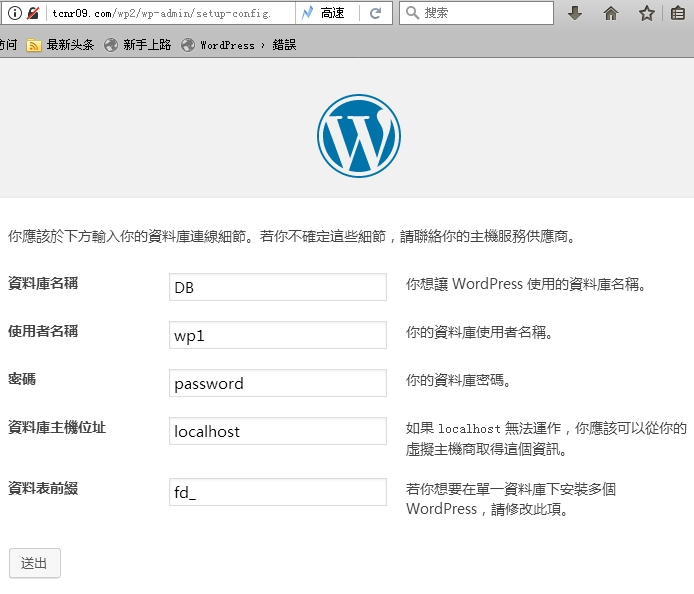 tcnr09.com/wp2/wp-admin/setup-config.
高速
搜索
访问
最新头条
新手上路
WordPress › 錯誤
你應該於下方輸入你的資料庫連線細節。若你不確定這些細節，請聯絡你的主機服務供應商。
資料庫名稱
DB
你想讓 WordPress 使用的資料庫名稱。
使用者名稱
wp1
你的資料庫使用者名稱。
密碼
password
你的資料庫密碼。
資料庫主機位址
localhost
如果 localhost 無法運作，你應該可以從你的
虛擬主機商取得這個資訊。
資料表前綴
fd_
若你想要在單一資料庫下安裝多個
WordPress，請修改此項。
送出